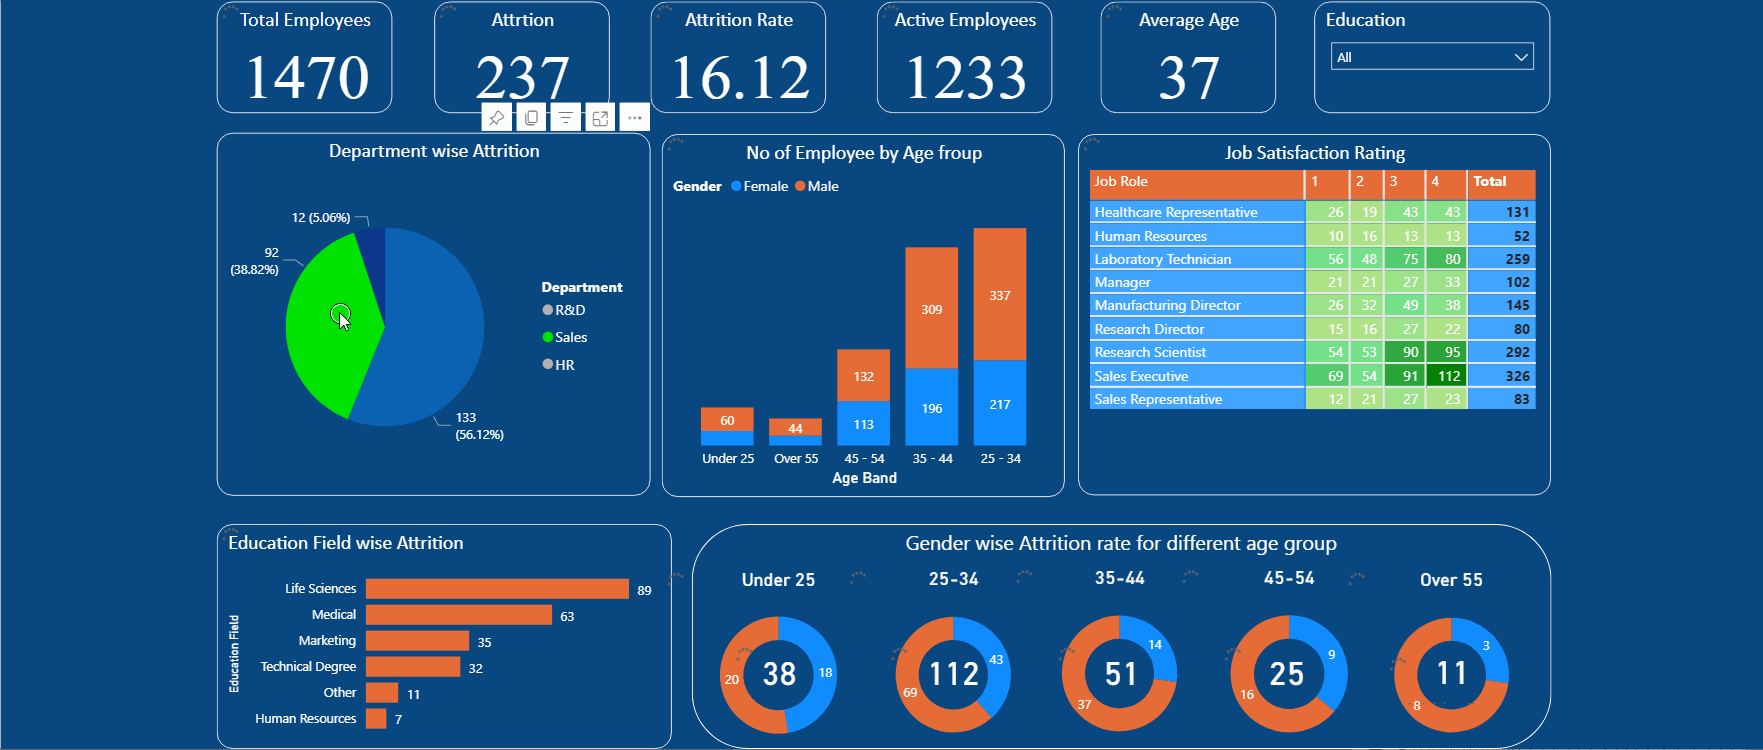 Total Employees
1470
Attrtion
237
Attrition Rate
16.12
Active Employees
1233
Average Age
37
Education
All
Department wise Attrition
12 (5.06%)
92
(38.82%)
133
(56.12%)
Department
R&D
Sales
HR
No of Employee by Age froup
Gender Female Male
60
44
132
113
309
196
337
217
Under 25 Over 55 45 - 54 35 - 44 25 - 34
Age Band
Job Satisfaction Rating
Job Role 1 2 3 4 Total
Healthcare Representative 26 19 43 43 131
Human Resources 10 16 13 13 52
Laboratory Technician 56 48 75 80 259
Manager 21 21 27 33 102
Manufacturing Director 26 32 49 38 145
Research Director 15 16 27 22 80
Research Scientist 54 53 90 95 292
Sales Executive 69 54 91 112 326
Sales Representative 12 21 27 23 83
Education Field wise Attrition
Education Field
Life Sciences 89
Medical 63
Marketing 35
Technical Degree 32
Other 11
Human Resources 7
Gender wise Attrition rate for different age group
Under 25
20 38 18
25-34
69 112 43
35-44
37 51 14
45-54
16 25 9
Over 55
8 11 3